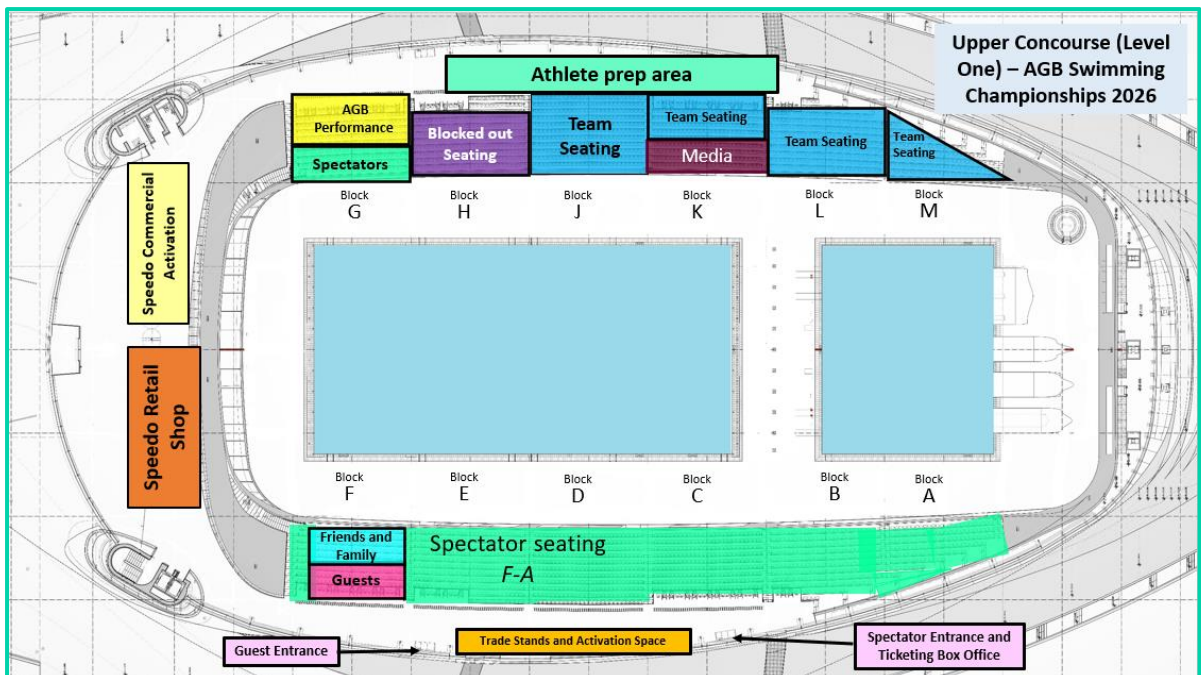 Upper Concourse (Level
One) – AGB Swimming
Championships 2026
Athlete prep area
AGB
Performance
Spectators
Blocked out
Seating
Team
Seating
Team Seating
Media
Team Seating
Team
Seating
Block
G
Block
H
Block
J
Block
K
Block
L
Block
M
Speedo Commercial
Activation
Speedo Retail
Shop
Block
F
Block
E
Block
D
Block
C
Block
B
Block
A
Friends and
Family
Guests
Spectator seating
F-A
Guest Entrance
Trade Stands and Activation Space
Spectator Entrance and
Ticketing Box Office